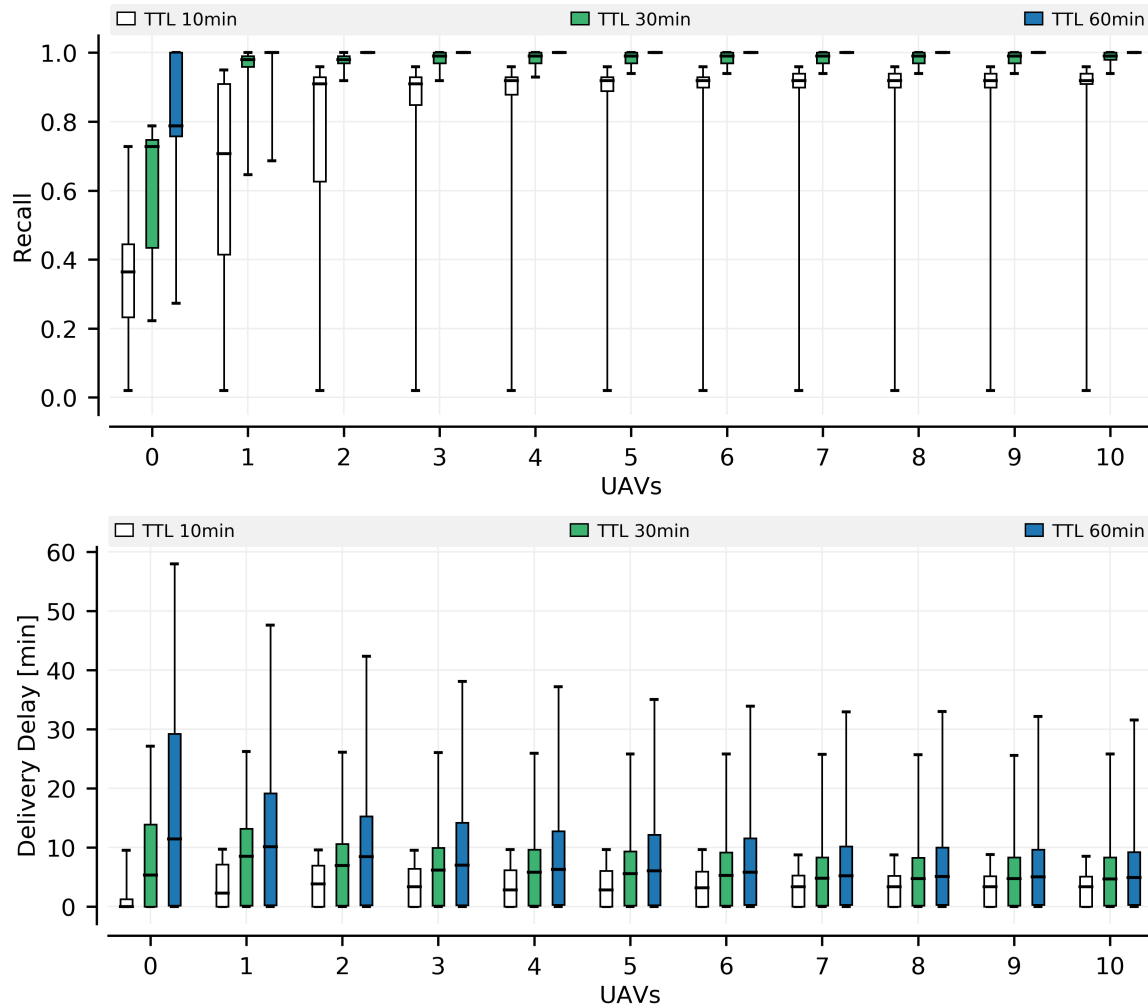 TTL 10min TTL 30min TTL 60min
1.0
0.8
0.6
0.4
0.2
0.0
Recall
0 1 2 3 4 5 6 7 8 9 10
UAVs
TTL 10min TTL 30min TTL 60min
60
50
40
30
20
10
0
Delivery Delay [min]
0 1 2 3 4 5 6 7 8 9 10
UAVs